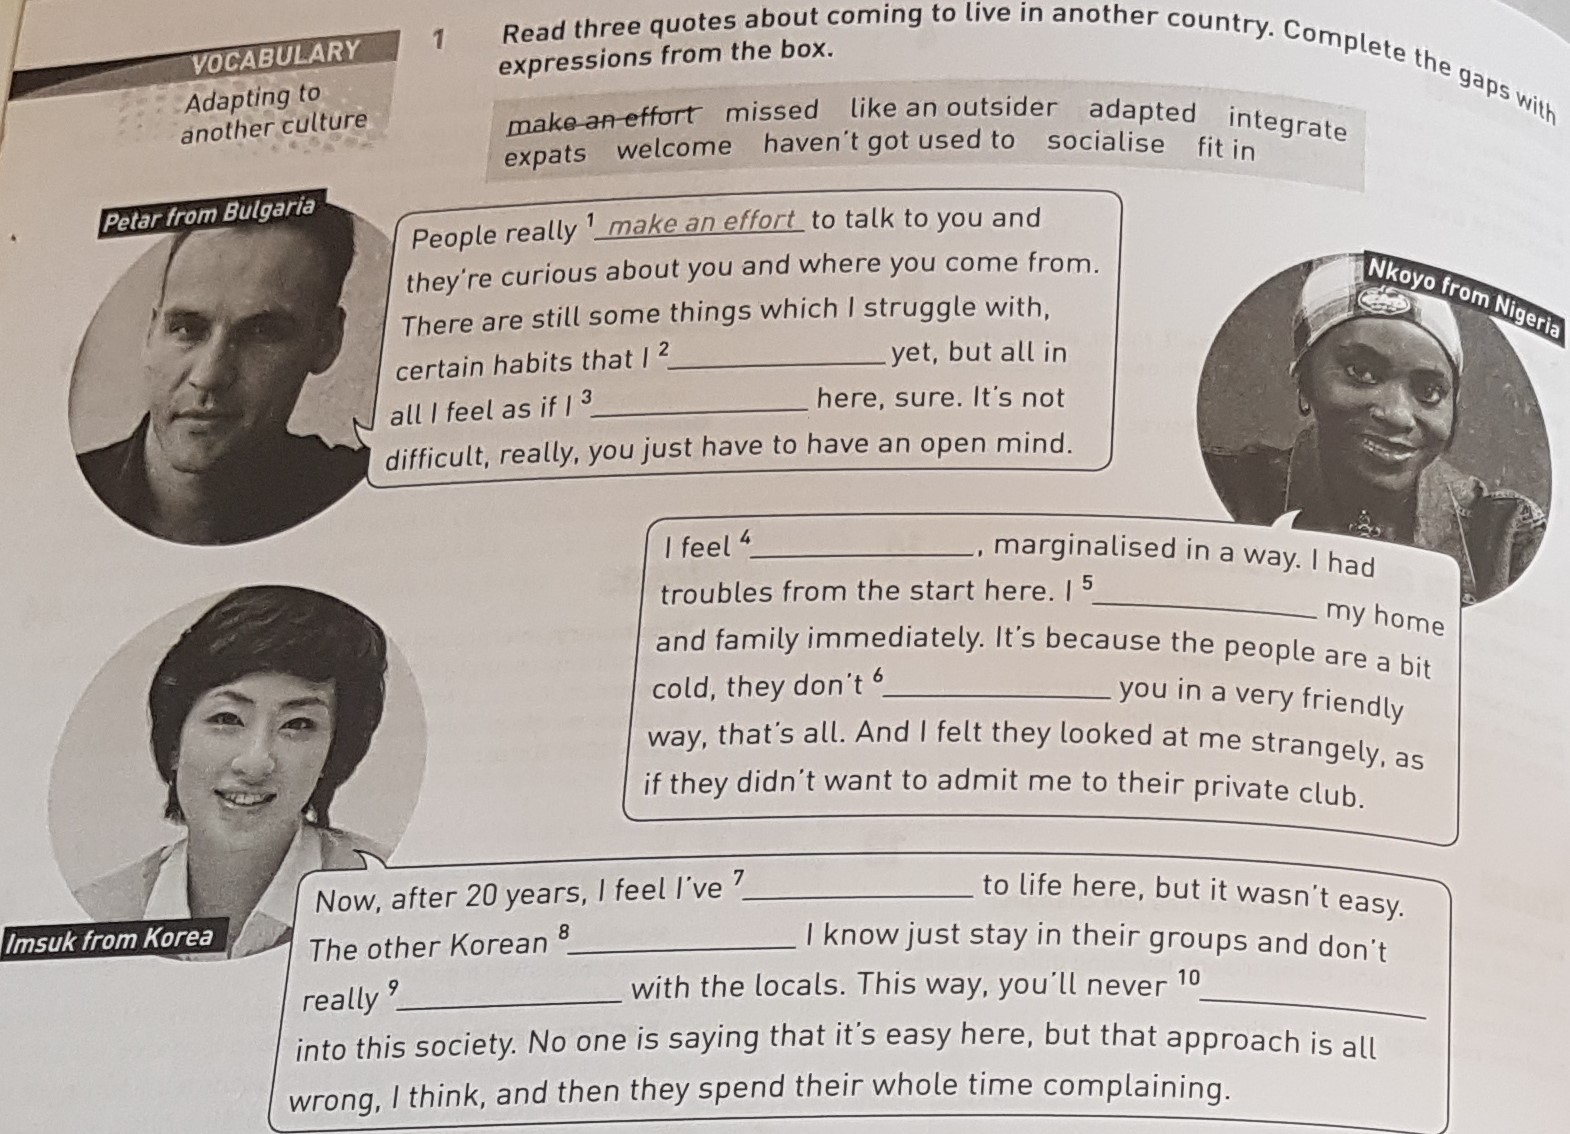 VOCABULARY
Adapting to
another culture
1 Read three quotes about coming to live in another country. Complete the gaps with
expressions from the box.
make an effort missed like an outsider adapted integrate
expats welcome haven't got used to socialise fit in
Petar from Bulgaria
People really 1 make an effort to talk to you and
they're curious about you and where you come from.
There are still some things which I struggle with,
certain habits that I 2 yet, but all in
all I feel as if I 3 here, sure. It's not
difficult, really, you just have to have an open mind.
Nkoyo from Nigeria
I feel 4 , marginalised in a way. I had
troubles from the start here. I 5 my home
and family immediately. It's because the people are a bit
cold, they don't 6 you in a very friendly
way, that's all. And I felt they looked at me strangely, as
if they didn't want to admit me to their private club.
Imsuk from Korea
Now, after 20 years, I feel I've 7 to life here, but it wasn't easy.
The other Korean 8 I know just stay in their groups and don't
really 9 with the locals. This way, you'll never 10
into this society. No one is saying that it's easy here, but that approach is all
wrong, I think, and then they spend their whole time complaining.